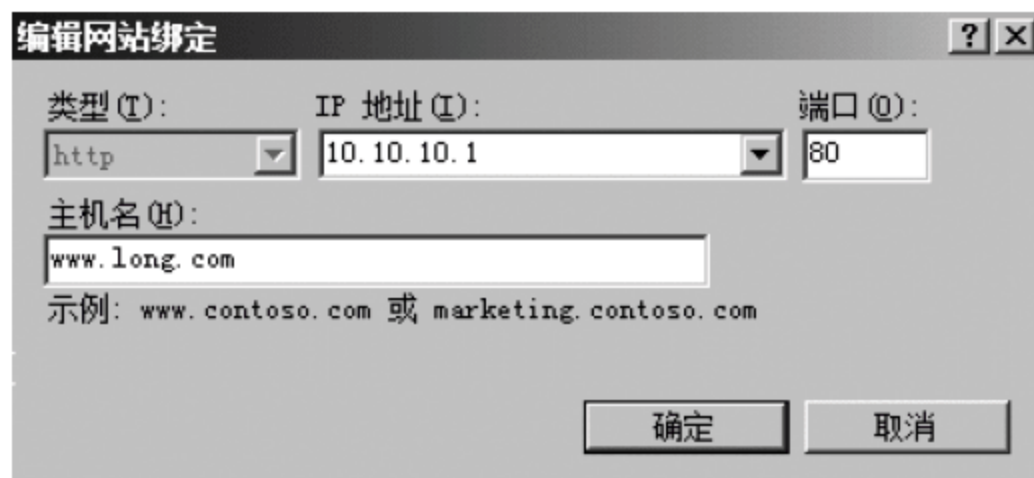 编辑网站绑定
类型(T): IP 地址(I): 端口(O):
http 10.10.10.1 80
主机名(H):
www.long.com
示例: www.contoso.com 或 marketing.contoso.com
确定 取消